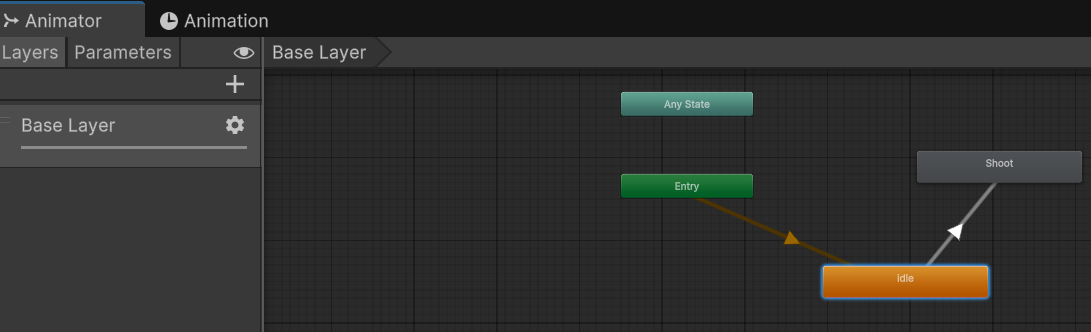 Animator
Animation
Layers
Parameters
Base Layer
Base Layer
Any State
Shoot
Entry
idle